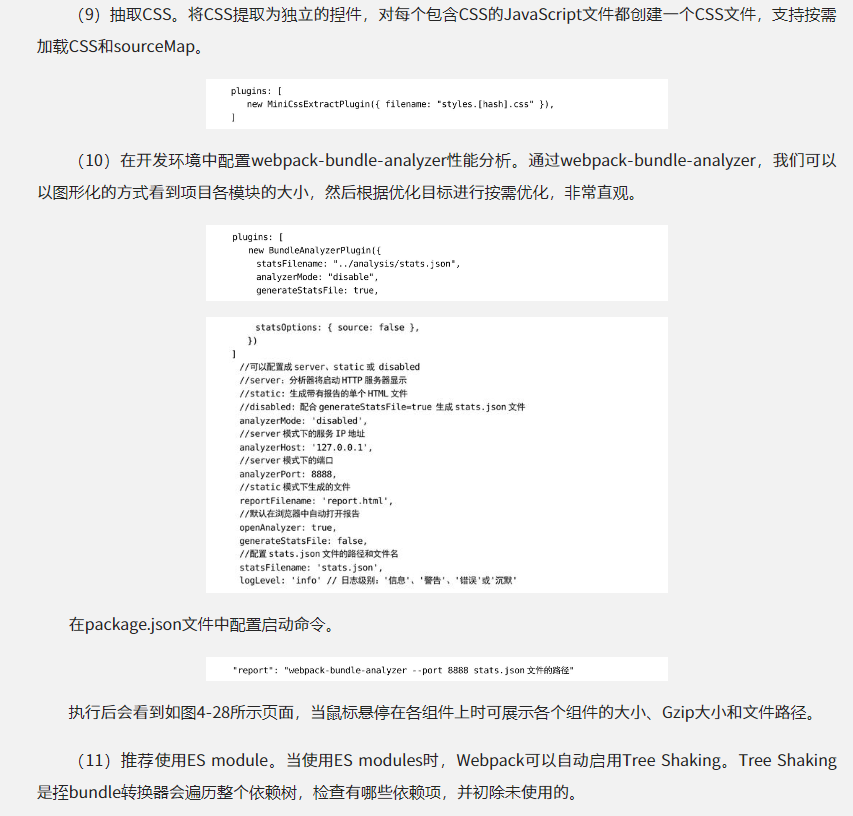 （9）抽取CSS。将CSS提取为独立的揑件，对每个包含CSS的JavaScript文件都创建一个CSS文件，支持按需
加载CSS和sourceMap。
plugins: [
new MiniCssExtractPlugin({ filename: "styles.[hash].css" }),
]
（10）在开发环境中配置webpack-bundle-analyzer性能分析。通过webpack-bundle-analyzer，我们可以
以图形化的方式看到项目各模块的大小，然后根据优化目标进行按需优化，非常直观。
plugins: [
new BundleAnalyzerPlugin({
statsFilename: "../analysis/stats.json",
analyzerMode: "disable",
generateStatsFile: true,
statsOptions: { source: false },
})
]
//可以配置成 server、static 或 disabled
//server：分析器将启动 HTTP 服务器显示
//static：生成带有报告的单个 HTML 文件
//disabled：配合 generateStatsFile=true 生成 stats.json 文件
analyzerMode: 'disabled',
//server 模式下的服务 IP 地址
analyzerHost: '127.0.0.1',
//server 模式下的端口
analyzerPort: 8888,
//static 模式下生成的文件
reportFilename: 'report.html',
//默认在浏览器中自动打开报告
openAnalyzer: true,
generateStatsFile: false,
//配置 stats.json 文件的路径和文件名
statsFilename: 'stats.json',
logLevel: 'info' // 日志级别：'信息'、'警告'、'错误'或'沉默'
在package.json文件中配置启动命令。
"report": "webpack-bundle-analyzer --port 8888 stats.json 文件的路径"
执行后会看到如图4-28所示页面，当鼠标悬停在各组件上时可展示各个组件的大小、Gzip大小和文件路径。
（11）推荐使用ES module。当使用ES modules时，Webpack可以自动启用Tree Shaking。Tree Shaking
是挃bundle转换器会遍历整个依赖树，检查有哪些依赖项，并初除未使用的。